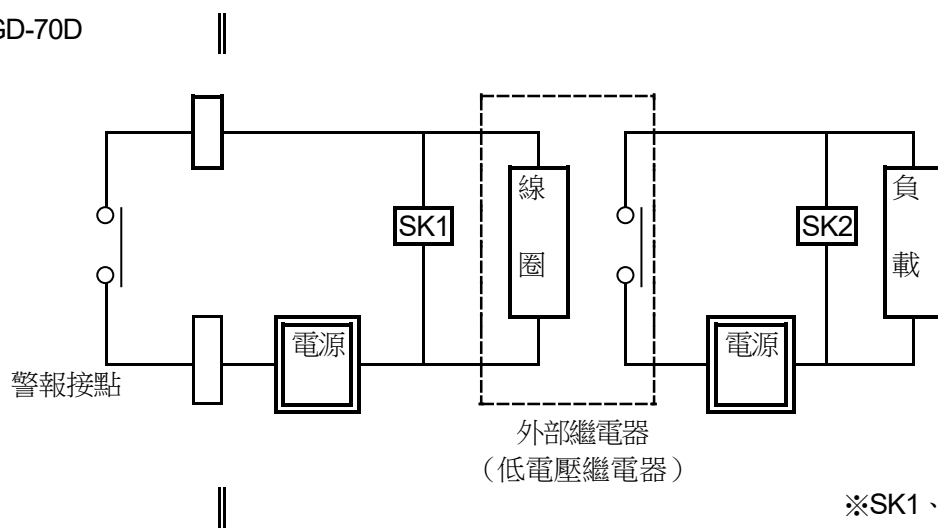 GD-70D
SK1
線
圈
SK2
負
載
電源
電源
警報接點
外部繼電器
（低電壓繼電器）
※SK1、